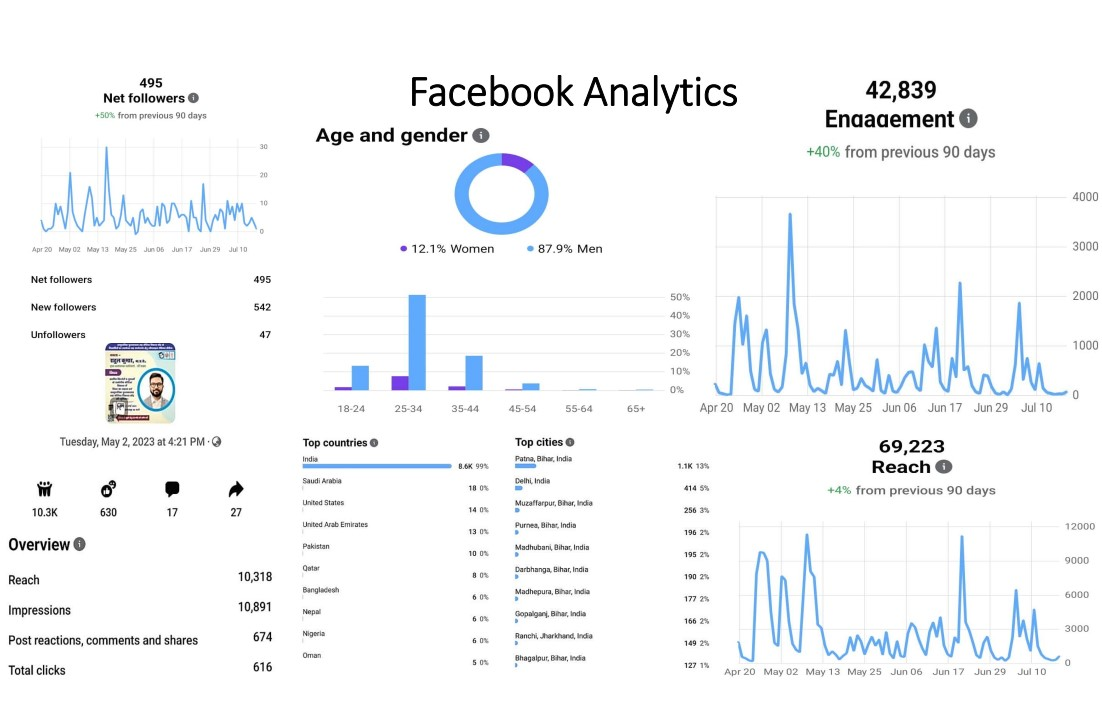 Facebook Analytics
495
Net followers
+50% from previous 90 days
30
20
10
0
Apr 20 May 02 May 13 May 25 Jun 06 Jun 17 Jun 29 Jul 10
Net followers 495
New followers 542
Unfollowers 47
राहुल कुमार,
Tuesday, May 2, 2023 at 4:21 PM ·
10.3K 630 17 27
Overview
Reach 10,318
Impressions 10,891
Post reactions, comments and shares 674
Total clicks 616
Age and gender
12.1% Women 87.9% Men
50%
40%
30%
20%
10%
0%
18-24 25-34 35-44 45-54 55-64 65+
Top countries
India
8.6K 99%
Saudi Arabia
18 0%
United States
14 0%
United Arab Emirates
13 0%
Pakistan
10 0%
Qatar
8 0%
Bangladesh
6 0%
Nepal
6 0%
Nigeria
6 0%
Oman
5 0%
Top cities
Patna, Bihar, India
1.1K 13%
Delhi, India
414 5%
Muzaffarpur, Bihar, India
256 3%
Purnea, Bihar, India
196 2%
Madhubani, Bihar, India
195 2%
Darbhanga, Bihar, India
190 2%
Madhepura, Bihar, India
177 2%
Gopalganj, Bihar, India
166 2%
Ranchi, Jharkhand, India
149 2%
Bhagalpur, Bihar, India
127 1%
42,839
Engagement
+40% from previous 90 days
4000
3000
2000
1000
0
Apr 20 May 02 May 13 May 25 Jun 06 Jun 17 Jun 29 Jul 10
69,223
Reach
+4% from previous 90 days
12000
9000
6000
3000
0
Apr 20 May 02 May 13 May 25 Jun 06 Jun 17 Jun 29 Jul 10